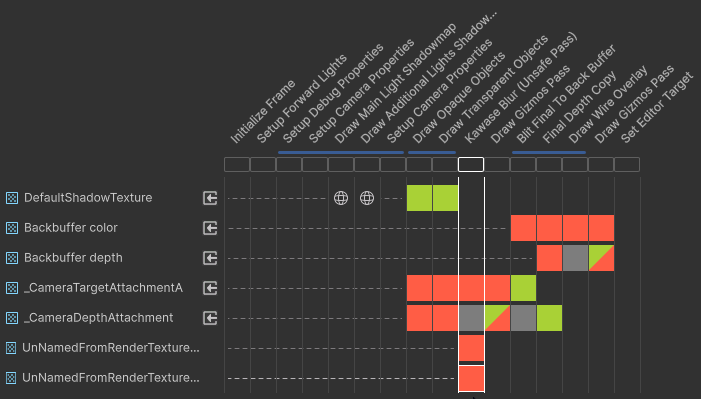 Initialize Frame
Setup Forward Lights
Setup Debug Properties
Setup Camera Properties
Draw Main Light Shadowmap
Draw Additional Lights Shadow...
Setup Camera Properties
Draw Opaque Objects
Draw Transparent Objects
Kawase Blur (Unsafe Pass)
Draw Gizmos Pass
Blit Final To Back Buffer
Final Depth Copy
Draw Wire Overlay
Draw Gizmos Pass
Set Editor Target
DefaultShadowTexture
Backbuffer color
Backbuffer depth
_CameraTargetAttachmentA
_CameraDepthAttachment
UnNamedFromRenderTexture...
UnNamedFromRenderTexture...